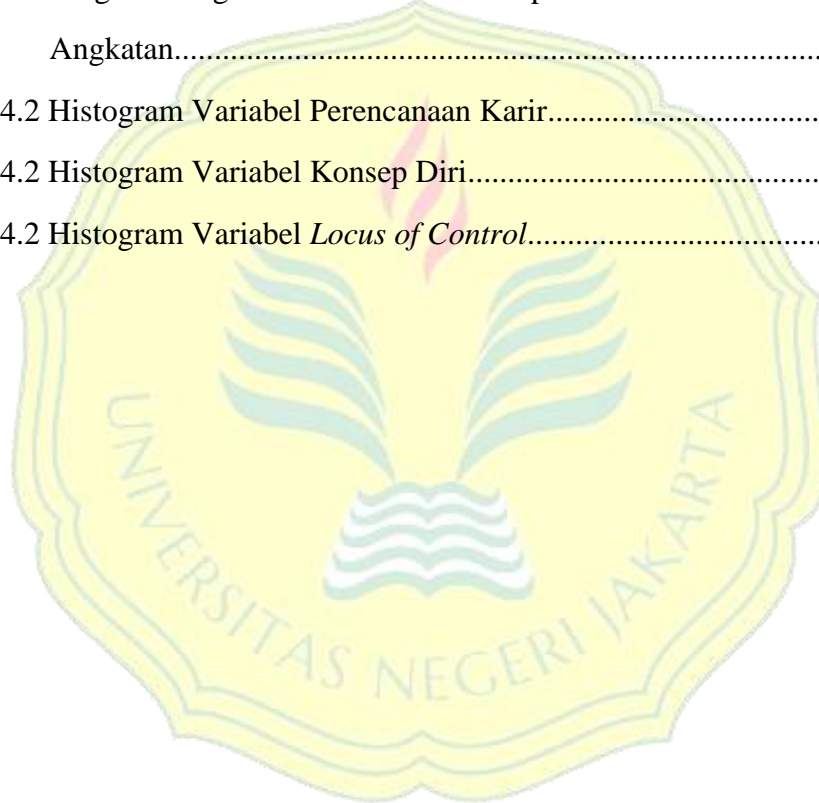 Angkatan...............................................................................
4.2 Histogram Variabel Perencanaan Karir.................................
4.2 Histogram Variabel Konsep Diri...........................................
4.2 Histogram Variabel Locus of Control....................................
UNIVERSITAS NEGERI JAKARTA